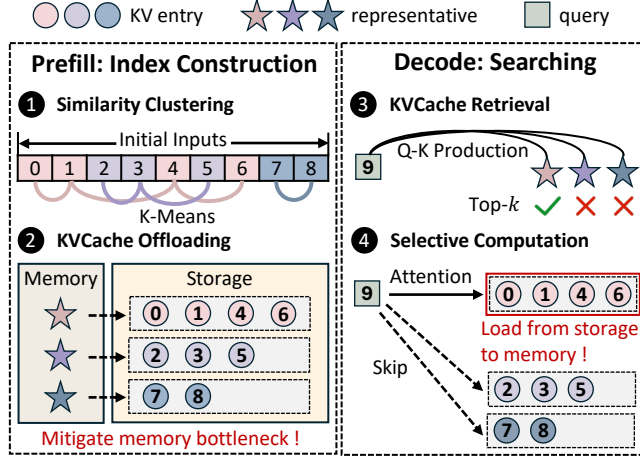 KV entry representative query
Prefill: Index Construction
1 Similarity Clustering
Initial Inputs
0 1 2 3 4 5 6 7 8
K-Means
2 KVCache Offloading
Memory Storage
0 1 4 6
2 3 5
7 8
Mitigate memory bottleneck !
Decode: Searching
3 KVCache Retrieval
9 Q-K Production
Top-k
4 Selective Computation
9 Attention 0 1 4 6
Load from storage
to memory !
Skip
2 3 5
7 8